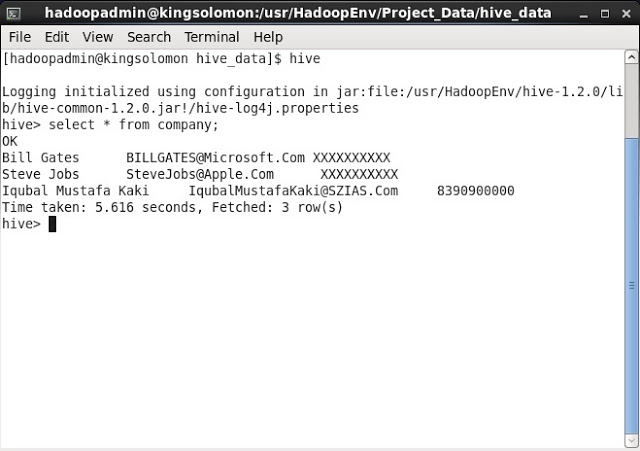 hadoopadmin@kingsolomon:/usr/HadoopEnv/Project_Data/hive_data
File Edit View Search Terminal Help
[hadoopadmin@kingsolomon hive_data]$ hive
Logging initialized using configuration in jar:file:/usr/HadoopEnv/hive-1.2.0/li
b/hive-common-1.2.0.jar!/hive-log4j.properties
hive> select * from company;
OK
Bill Gates BILLGATES@Microsoft.Com XXXXXXXXXX
Steve Jobs SteveJobs@Apple.Com XXXXXXXXXX
Iqubal Mustafa Kaki IqubalMustafaKaki@SZIAS.Com 8390900000
Time taken: 5.616 seconds, Fetched: 3 row(s)
hive>